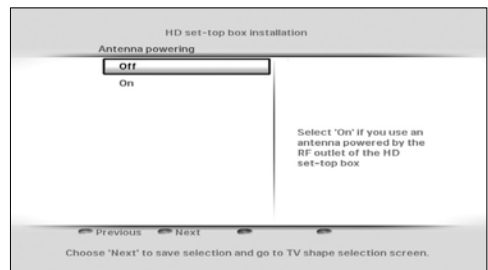 HD set-top box installation
Antenna powering
Off
On
Select 'On' if you use an
antenna powered by the
RF outlet of the HD
set-top box
Previous Next
Choose 'Next' to save selection and go to TV shape selection screen.